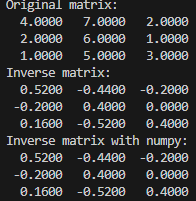 Original matrix:
4.0000 7.0000 2.0000
2.0000 6.0000 1.0000
1.0000 5.0000 3.0000
Inverse matrix:
0.5200 -0.4400 -0.2000
-0.2000 0.4000 0.0000
0.1600 -0.5200 0.4000
Inverse matrix with numpy:
0.5200 -0.4400 -0.2000
-0.2000 0.4000 0.0000
0.1600 -0.5200 0.4000